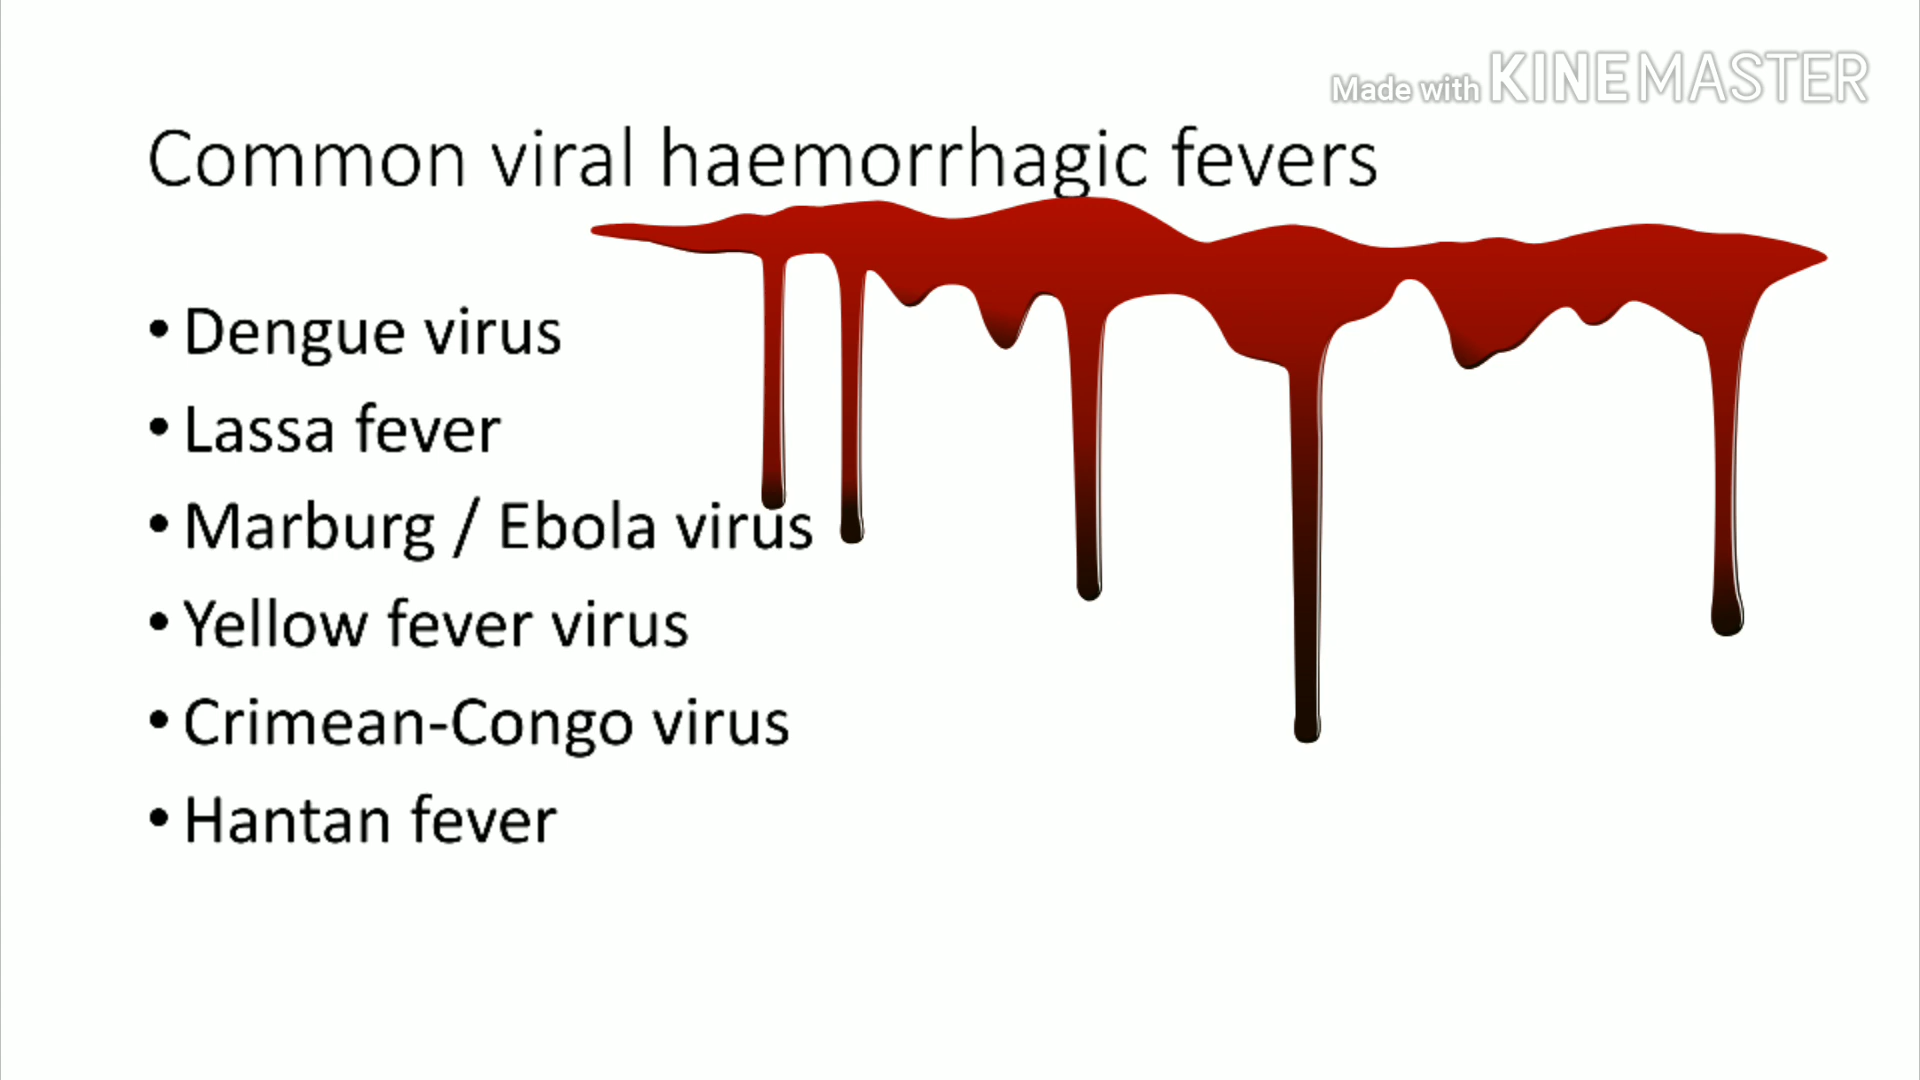 Made with KINEMASTER
Common viral haemorrhagic fevers
• Dengue virus
• Lassa fever
• Marburg / Ebola virus
• Yellow fever virus
• Crimean-Congo virus
• Hantan fever